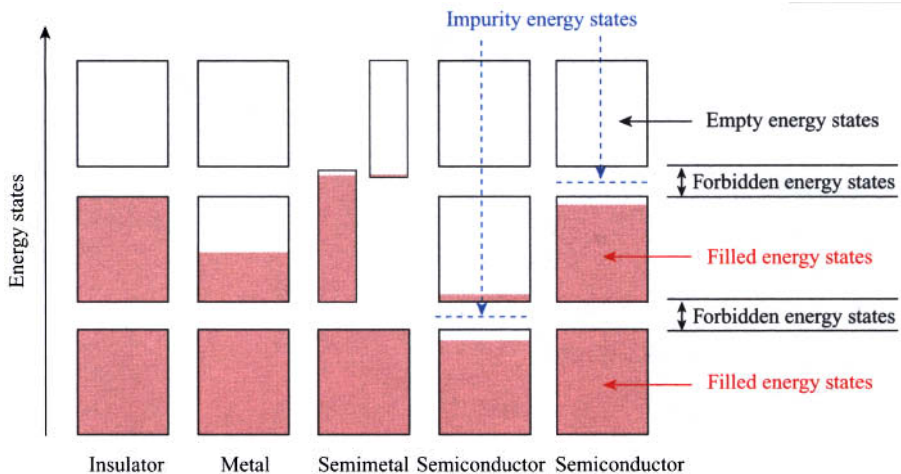 Impurity energy states
Energy states
Empty energy states
Forbidden energy states
Filled energy states
Forbidden energy states
Filled energy states
Insulator
Metal
Semimetal
Semiconductor
Semiconductor